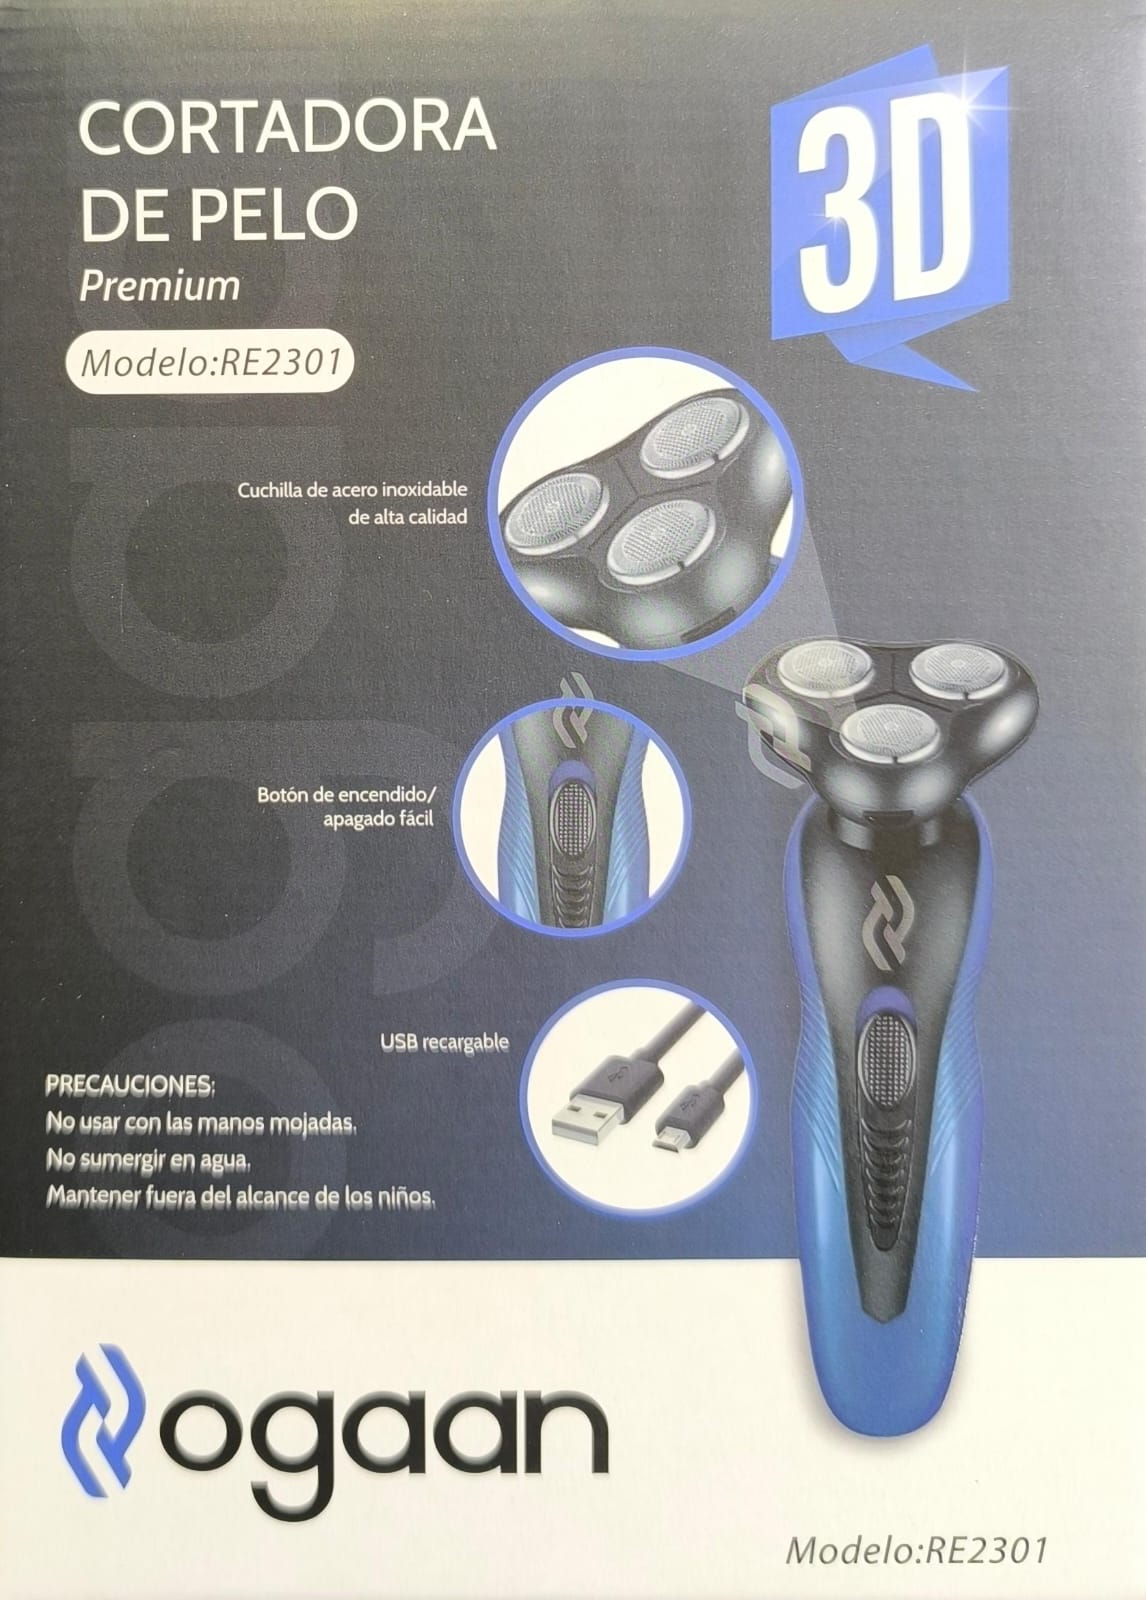 CORTADORA
DE PELO
Premium
Modelo:RE2301
3D
Cuchilla de acero inoxidable
de alta calidad
Botón de encendido/
apagado fácil
USB recargable
PRECAUCIONES:
No usar con las manos mojadas.
No sumergir en agua.
Mantener fuera del alcance de los niños.
ogaan
Modelo:RE2301